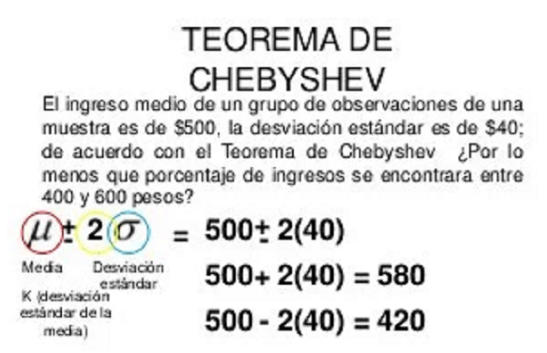 TEOREMA DE
CHEBYSHEV
El ingreso medio de un grupo de observaciones de una
muestra es de $500, la desviación estándar es de $40;
de acuerdo con el Teorema de Chebyshev ¿Por lo
menos que porcentaje de ingresos se encontrara entre
400 y 600 pesos?
μ ± 2 σ = 500± 2(40)
Media Desviación
estándar
K (desviación
estándar de la
media)
500+ 2(40) = 580
500 - 2(40) = 420